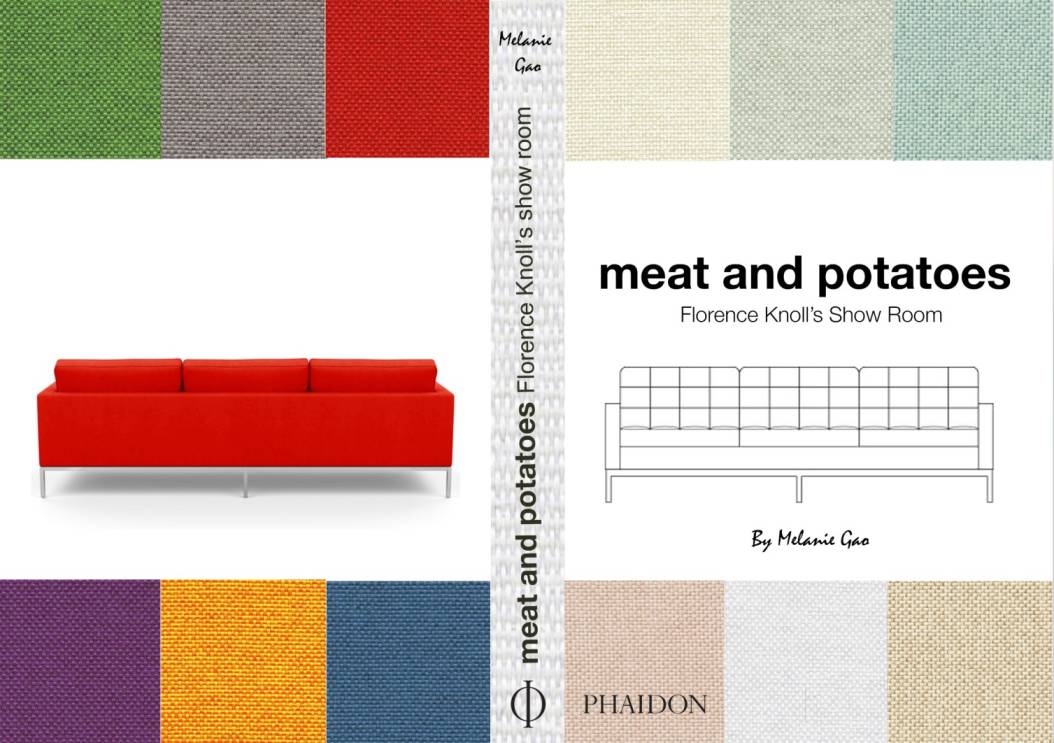 Melanie
Gao
meat and potatoes Florence Knoll's show room
meat and potatoes
Florence Knoll's Show Room
By Melanie Gao
PHAIDON